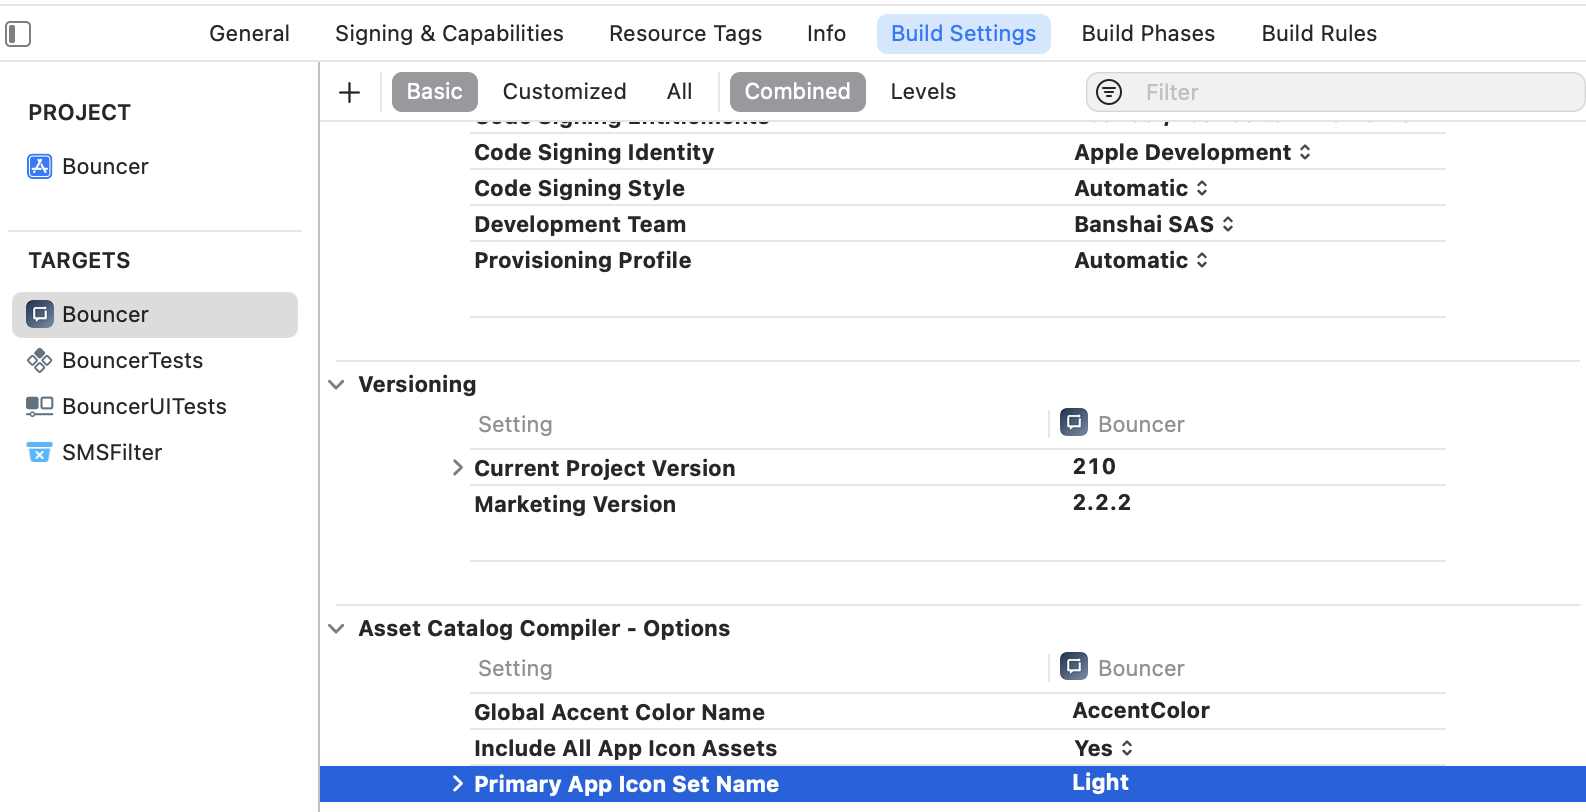 General Signing & Capabilities Resource Tags Info Build Settings Build Phases Build Rules
Basic Customized All Combined Levels Filter
PROJECT
Bouncer
TARGETS
Bouncer
BouncerTests
BouncerUITests
SMSFilter
Code Signing Entitlements
Code Signing Identity Apple Development
Code Signing Style Automatic
Development Team Banshai SAS
Provisioning Profile Automatic
Versioning
Setting Bouncer
Current Project Version 210
Marketing Version 2.2.2
Asset Catalog Compiler - Options
Setting Bouncer
Global Accent Color Name AccentColor
Include All App Icon Assets Yes
Primary App Icon Set Name Light